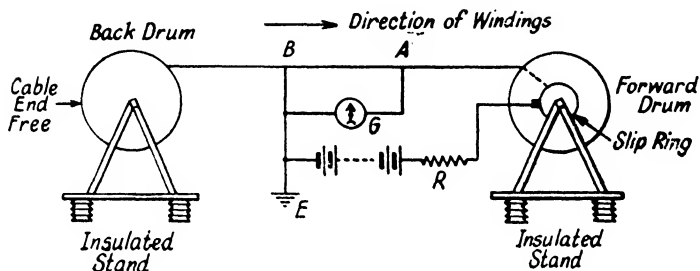 Direction of Windings
Back Drum
B
A
Cable
End
Free
Forward
Drum
G
Slip Ring
R
E
Insulated
Stand
Insulated
Stand